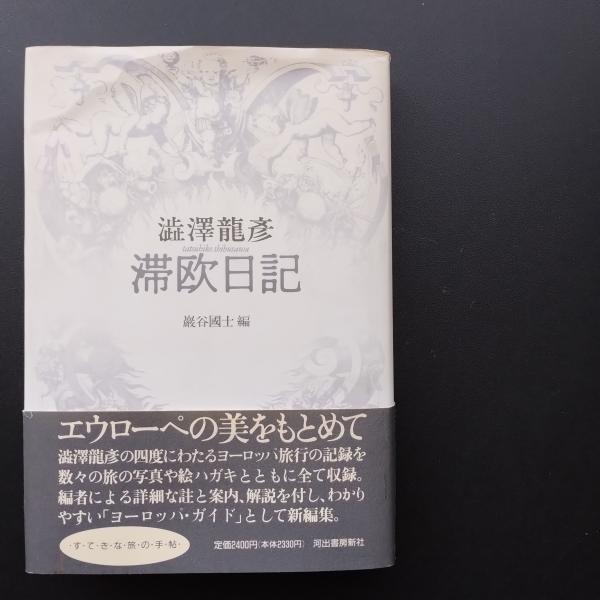 澁澤龍彥
tatsuhiko shibusawa
滞欧日記
巖谷國士 編
エウローペの美をもとめて
澁澤龍彥の四度にわたるヨーロッパ旅行の記録を
数々の旅の写真や絵ハガキとともに全て収録。
編者による詳細な註と案内、解説を付し、わかり
やすい「ヨーロッパ・ガイド」として新編集。
・す・て・き・な・旅・の・手・帖・
定価2400円(本体2330円) 河出書房新社